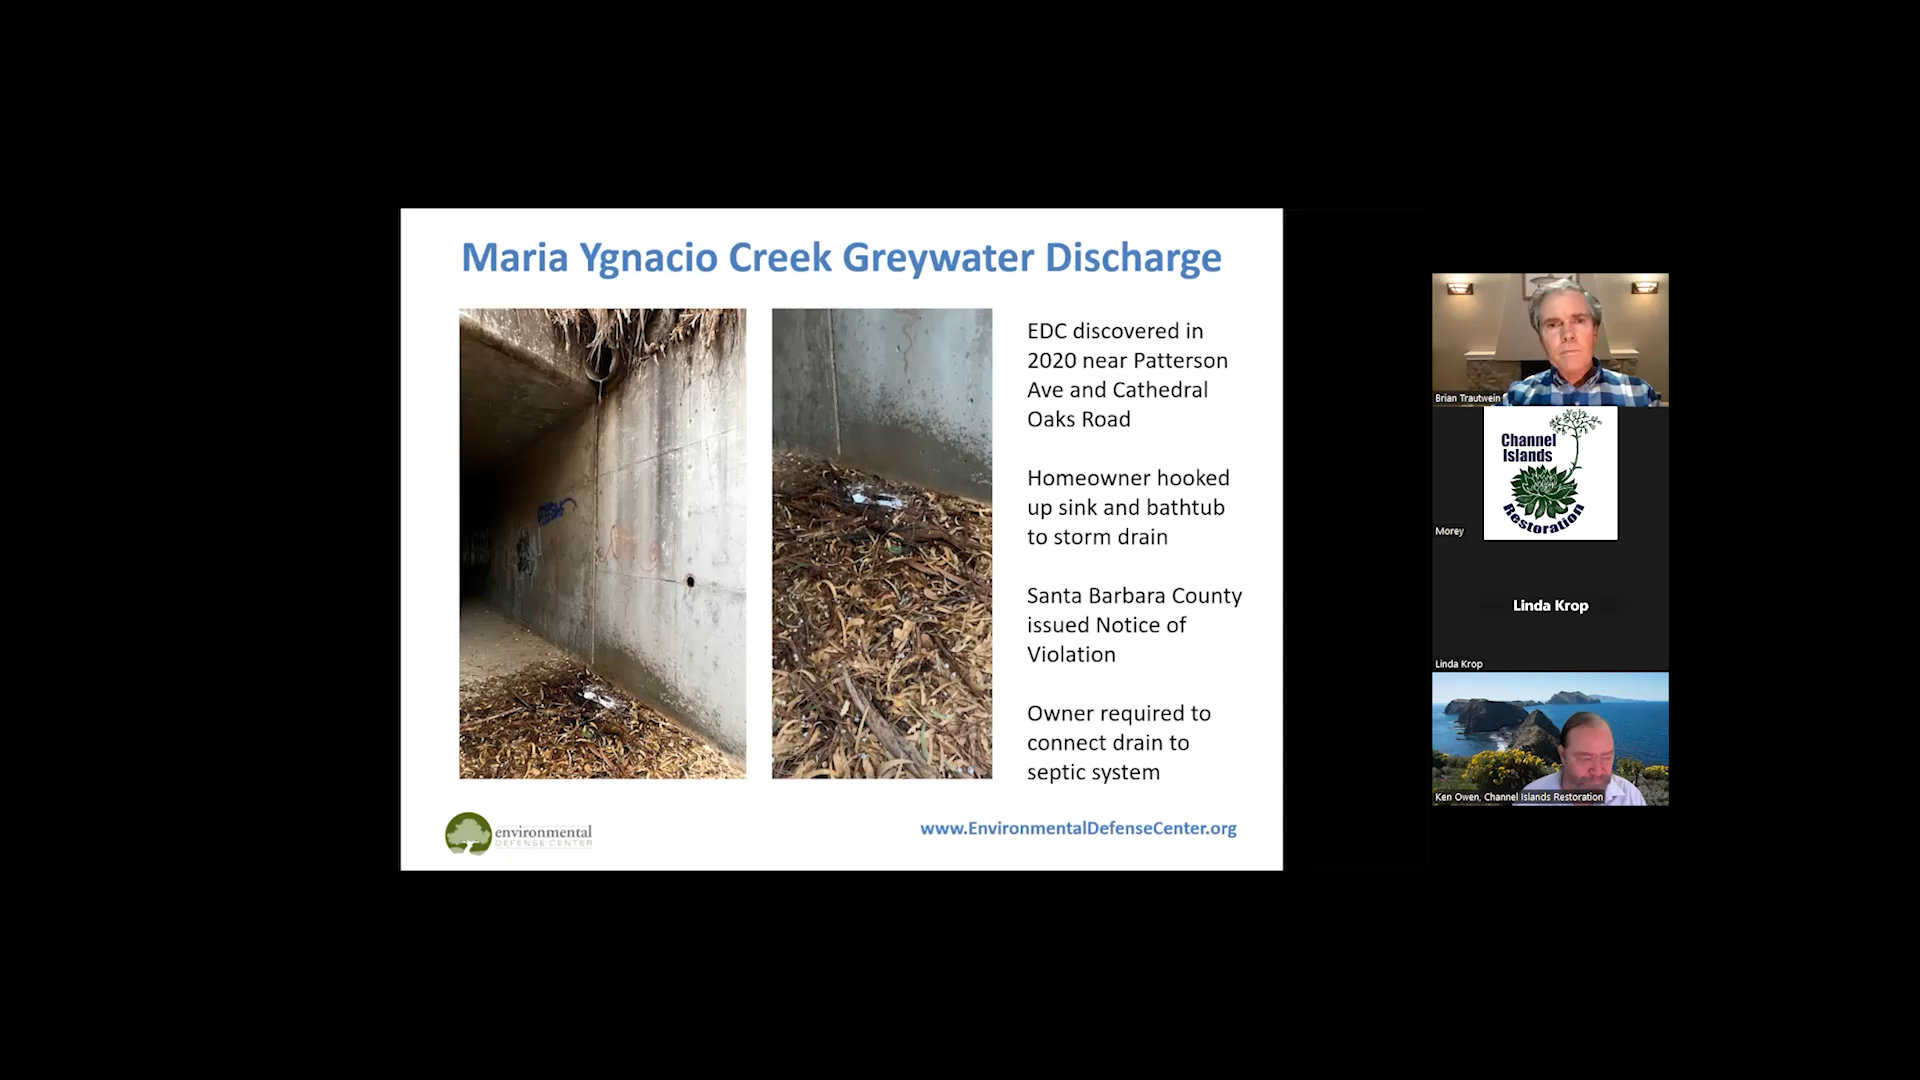 Maria Ygnacio Creek Greywater Discharge
EDC discovered in
2020 near Patterson
Ave and Cathedral
Oaks Road
Homeowner hooked
up sink and bathtub
to storm drain
Santa Barbara County
issued Notice of
Violation
Owner required to
connect drain to
septic system
environmental
DEFENSE CENTER
www.EnvironmentalDefenseCenter.org
Brian Trautwein
Channel
Islands
Restoration
Morey
Linda Krop
Linda Krop
Ken Owen, Channel Islands Restoration